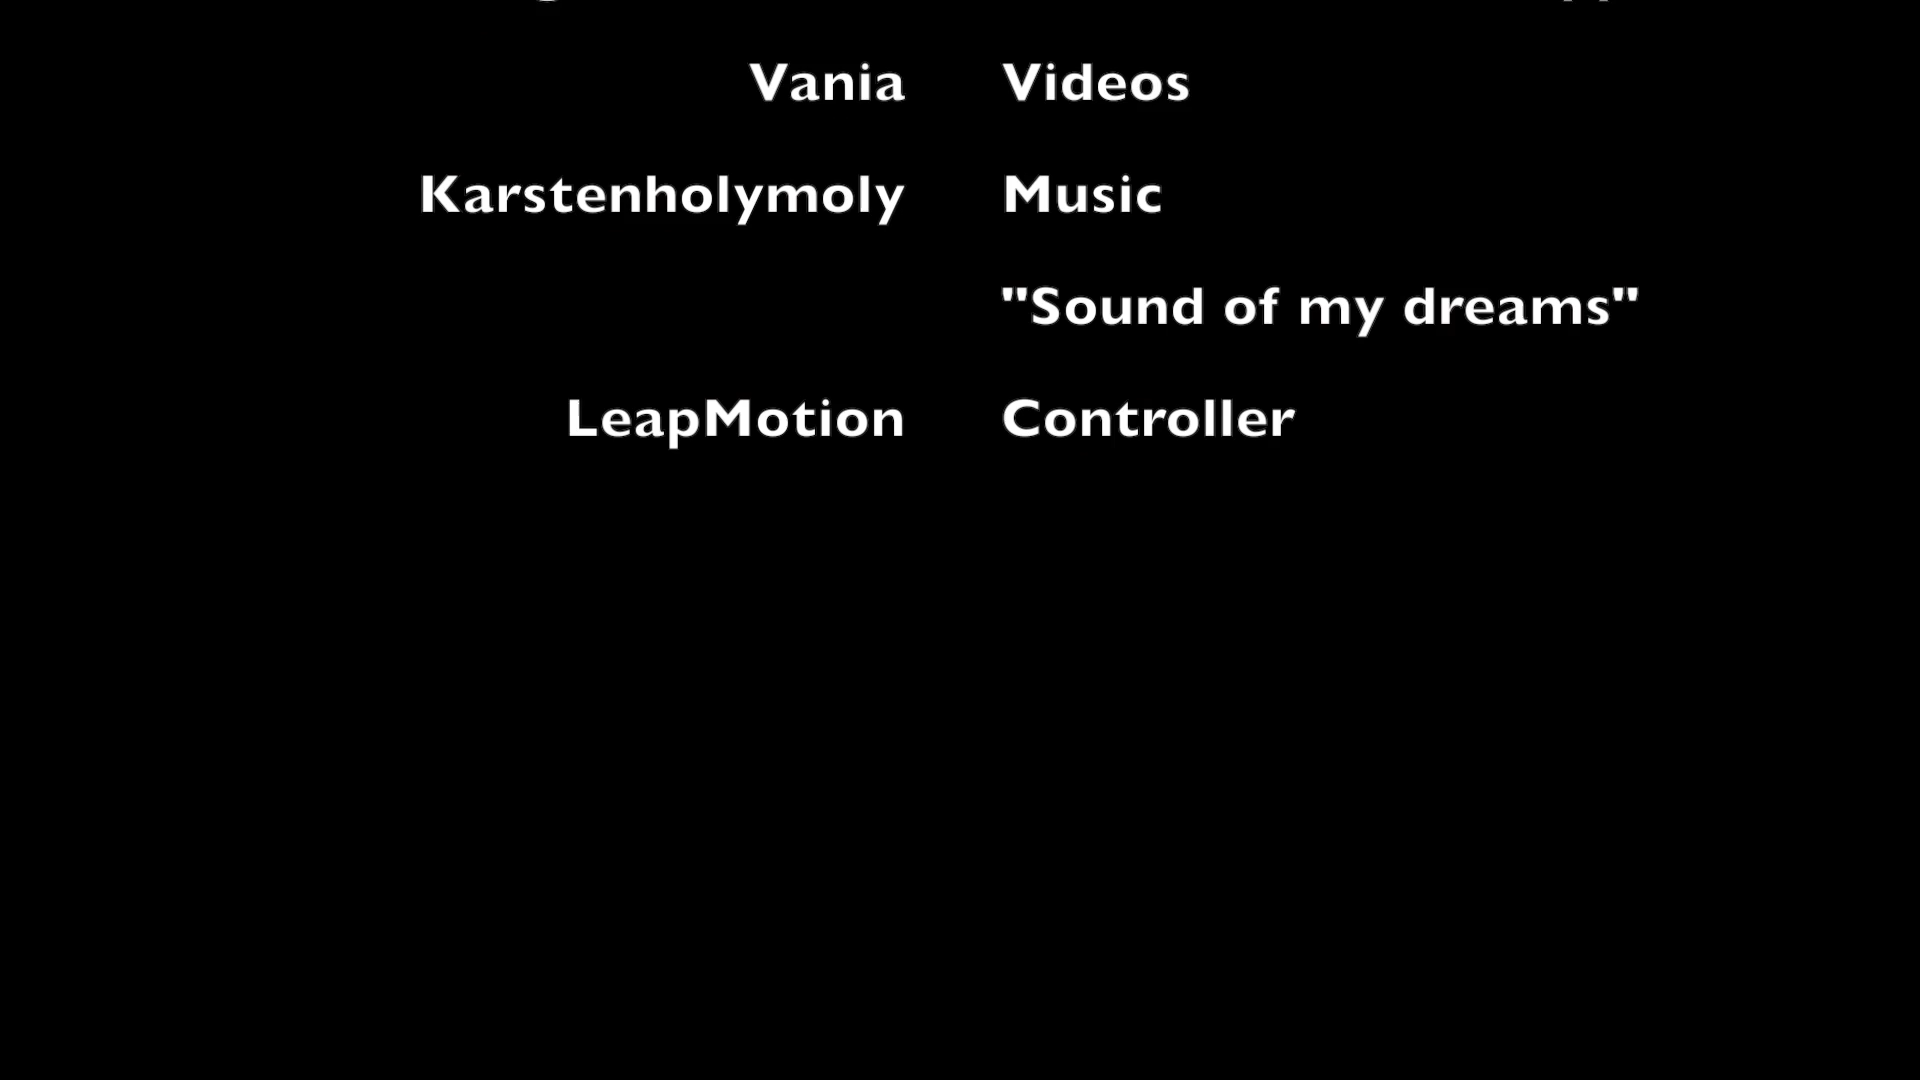 Vania Videos
Karstenholymoly Music
"Sound of my dreams"
LeapMotion Controller